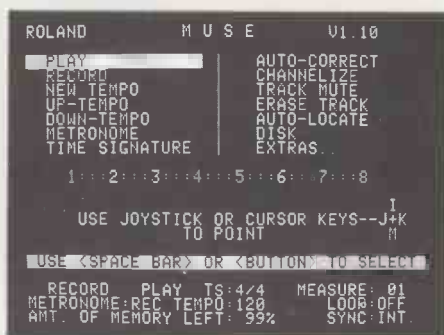 ROLAND MUSE V1.10
PLAY AUTO-CORRECT
RECORD CHANNELIZE
NEW TEMPO TRACK MUTE
UP-TEMPO ERASE TRACK
DOWN-TEMPO AUTO-LOCATE
METRONOME DISK
TIME SIGNATURE EXTRAS..
1:::2:::3:::4:::5:::6:::7:::8
I
USE JOYSTICK OR CURSOR KEYS--J+K
TO POINT M
USE <SPACE BAR> OR <BUTTON> TO SELECT
RECORD PLAY TS:4/4 MEASURE: 01
METRONOME:REC TEMPO:120 LOOP:OFF
AMT. OF MEMORY LEFT: 99% SYNC:INT.